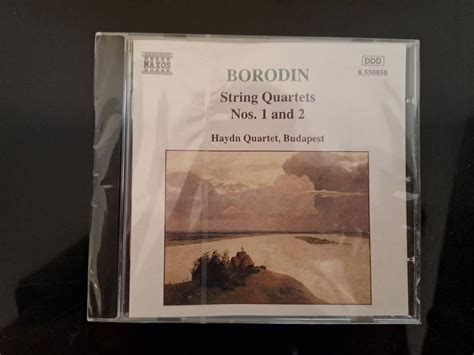 NAXOS
DDD
8.550850
BORODIN
String Quartets
Nos. 1 and 2
Haydn Quartet, Budapest